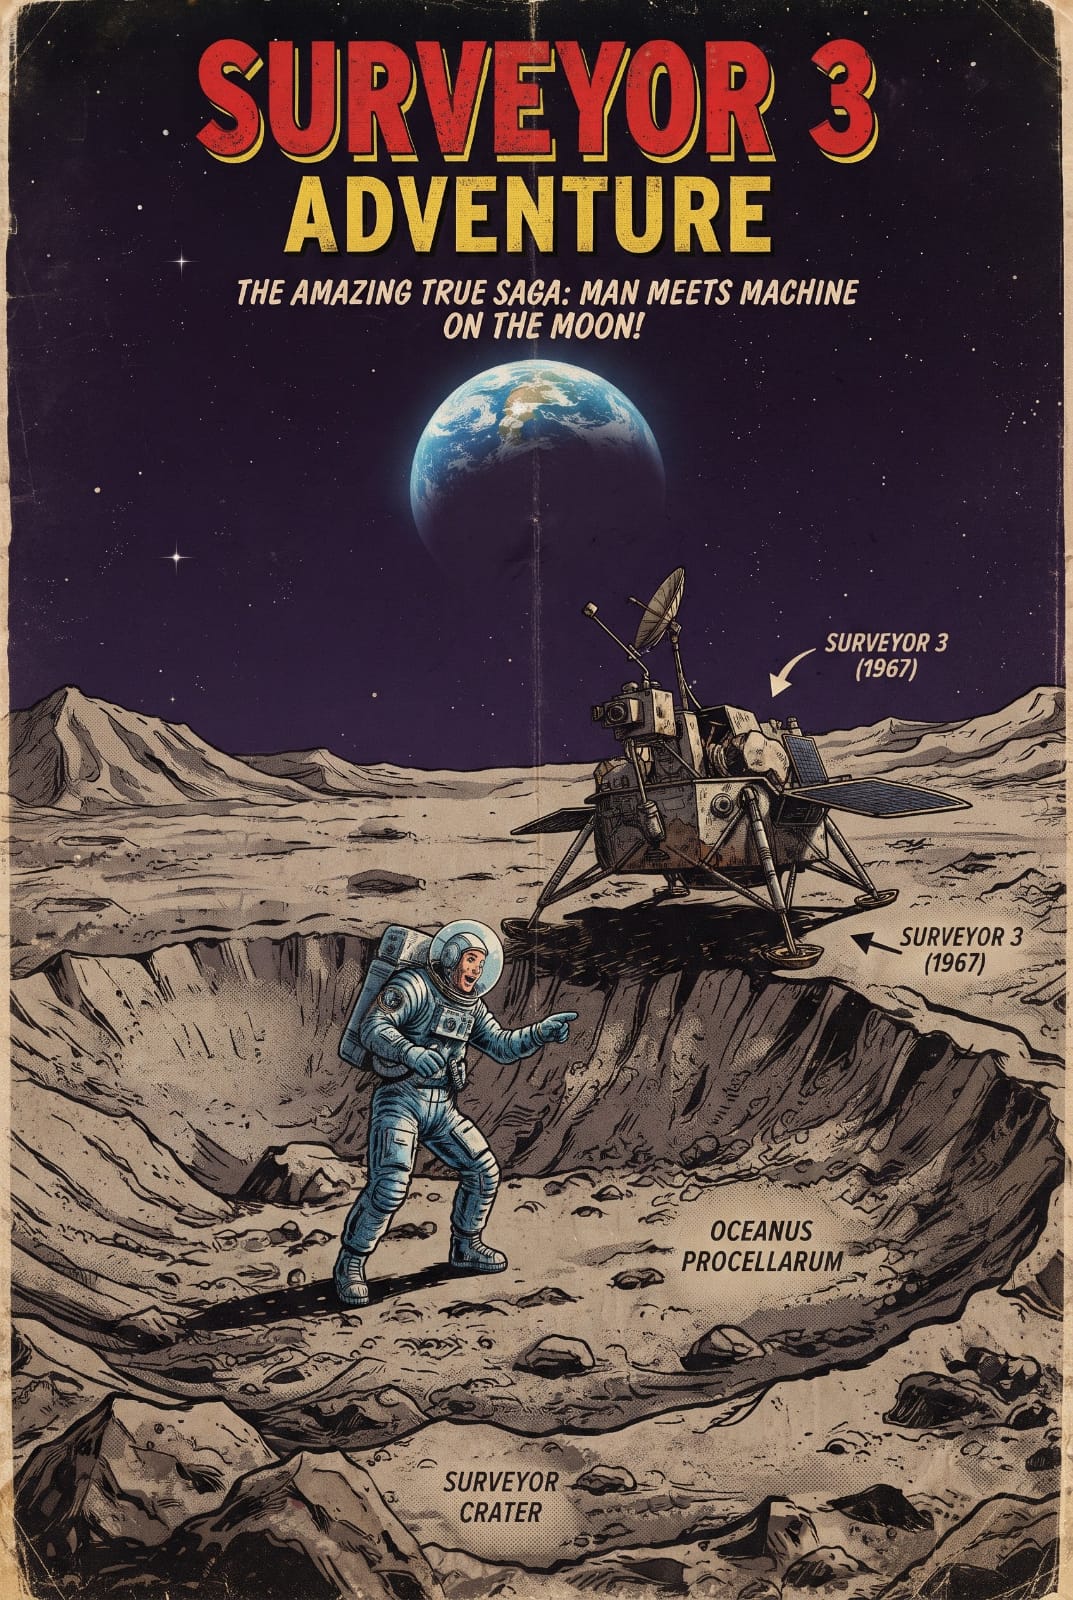 SURVEYOR 3
ADVENTURE
THE AMAZING TRUE SAGA: MAN MEETS MACHINE
ON THE MOON!
SURVEYOR 3
(1967)
SURVEYOR 3
(1967)
OCEANUS
PROCELLARUM
SURVEYOR
CRATER